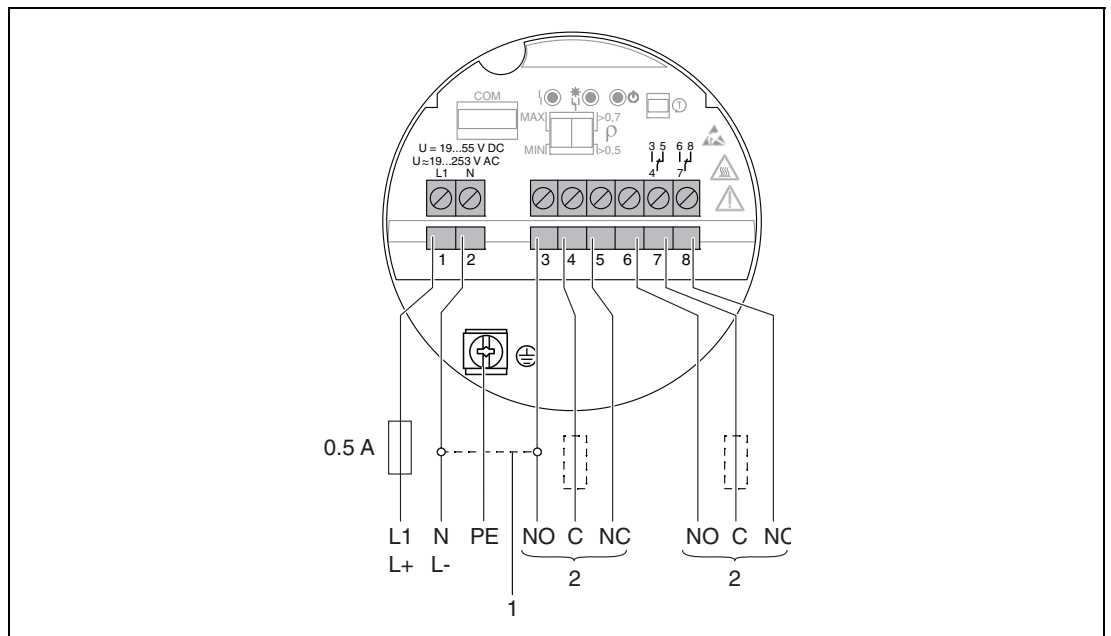 COM
MAX
>0,7
ρ
MIN
>0,5
T
U = 19...55 V DC
U≈19...253 V AC
L1 N
3 5
4
6 8
7
1 2 3 4 5 6 7 8
0.5 A
L1 N PE NO C NC NO C NC
L+ L-
2 2
1